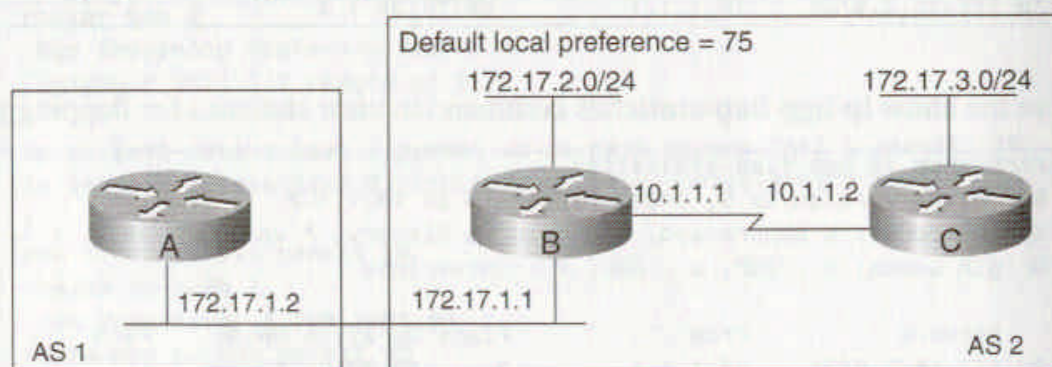 Default local preference = 75
172.17.2.0/24
172.17.3.0/24
10.1.1.1
10.1.1.2
A
B
C
172.17.1.2
172.17.1.1
AS 1
AS 2